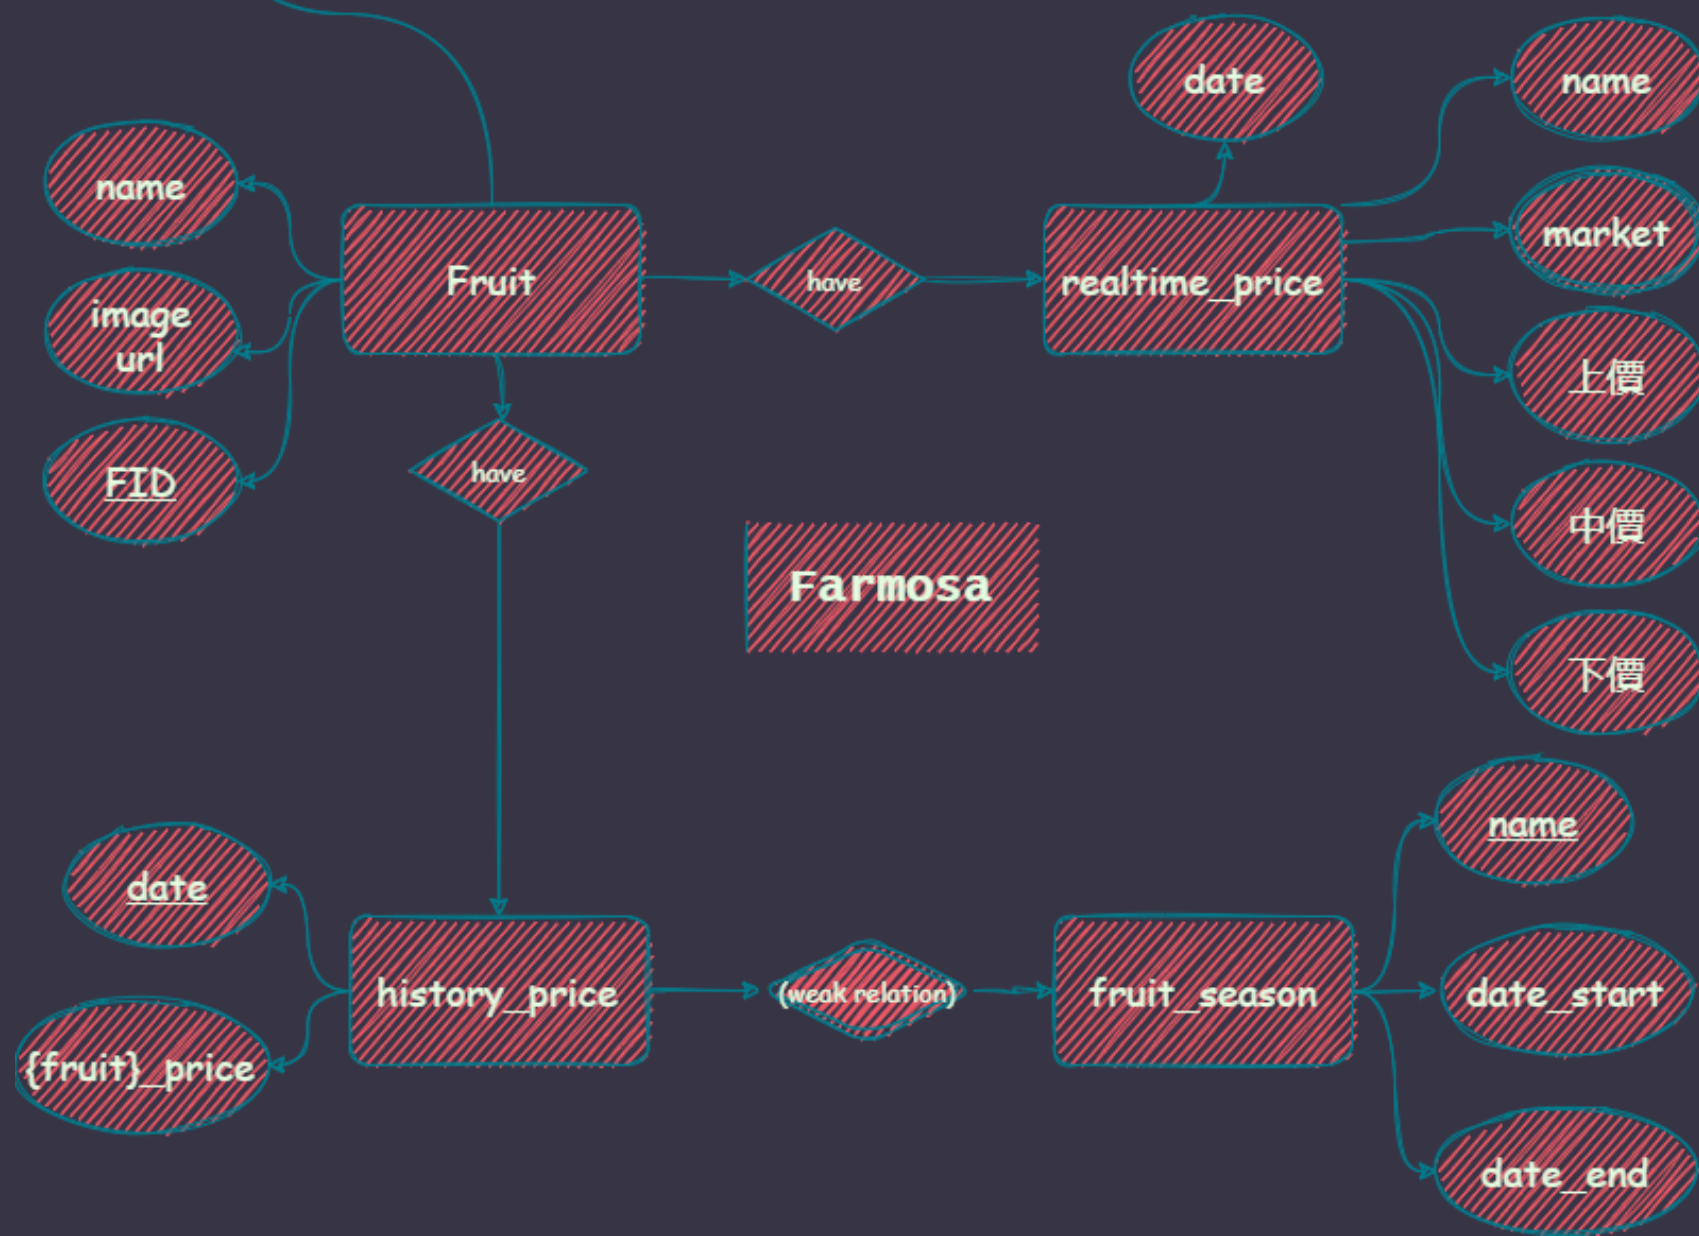 date
name
name
market
Fruit
have
realtime_price
image
url
上價
FID
have
中價
Farmosa
下價
name
date
history_price
(weak relation)
fruit_season
date_start
{fruit}_price
date_end